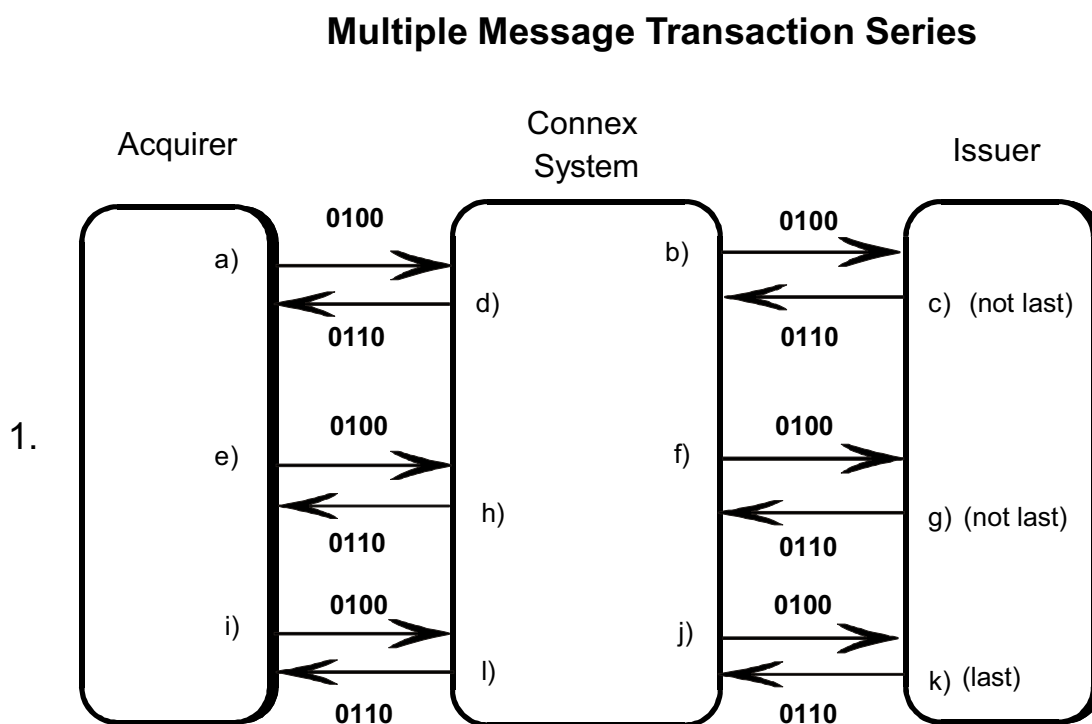 Multiple Message Transaction Series
Acquirer
Connex
System
Issuer
0100
0100
a)
b)
d)
c) (not last)
0110
0110
1.
0100
0100
e)
f)
h)
g) (not last)
0110
0110
0100
0100
i)
j)
l)
k) (last)
0110
0110